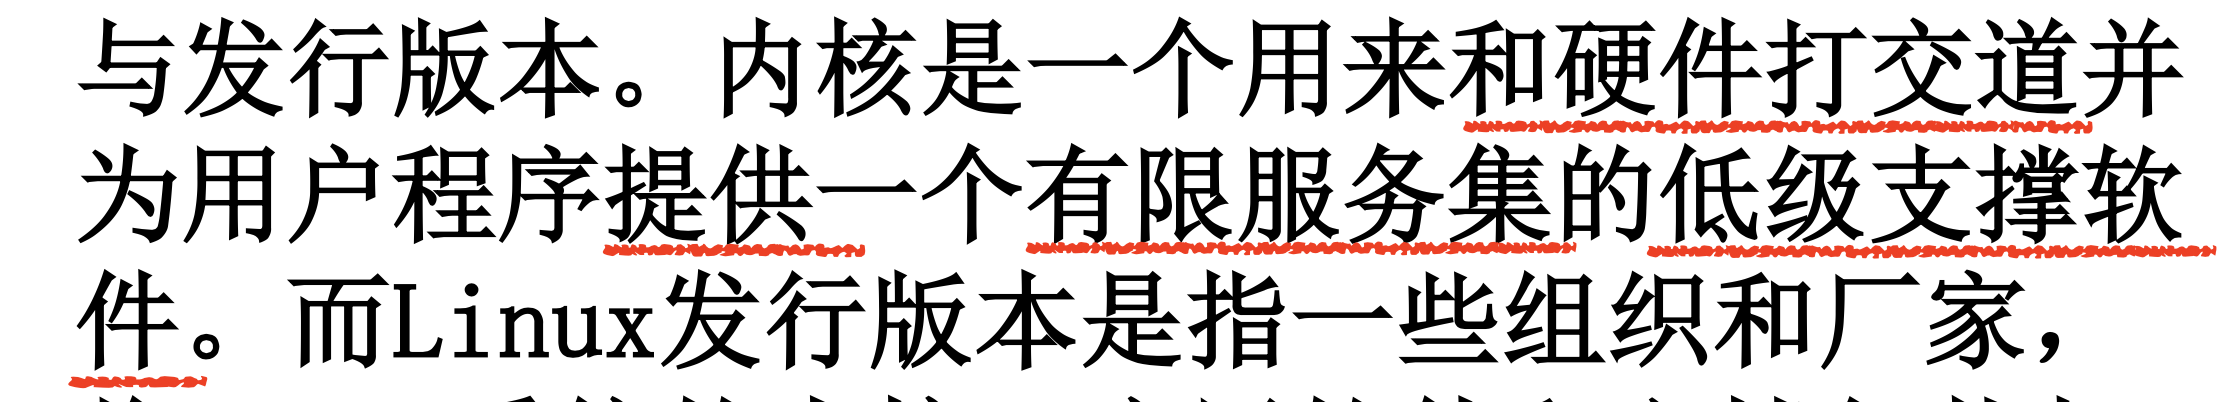 与发行版本。内核是一个用来和硬件打交道并
为用户程序提供一个有限服务集的低级支撑软
件。而Linux发行版本是指一些组织和厂家，